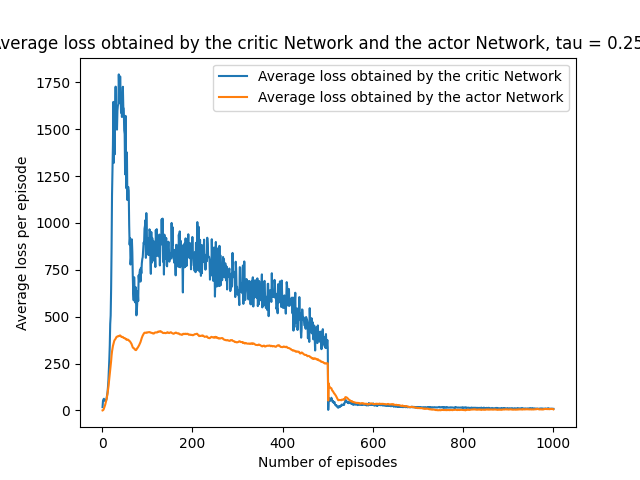 verage loss obtained by the critic Network and the actor Network, tau = 0.25
Average loss obtained by the critic Network
Average loss obtained by the actor Network
Average loss per episode
1750
1500
1250
1000
750
500
250
0
0 200 400 600 800 1000
Number of episodes